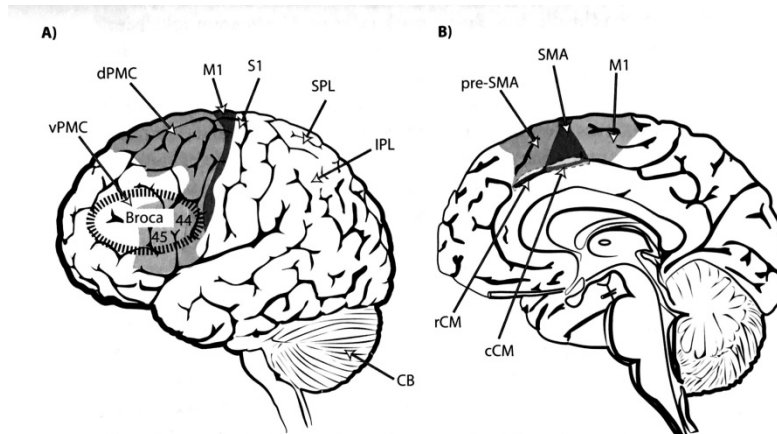 A)
dPMC
M1
S1
SPL
vPMC
IPL
Broca
44
45
CB
B)
SMA
M1
pre-SMA
rCM
cCM